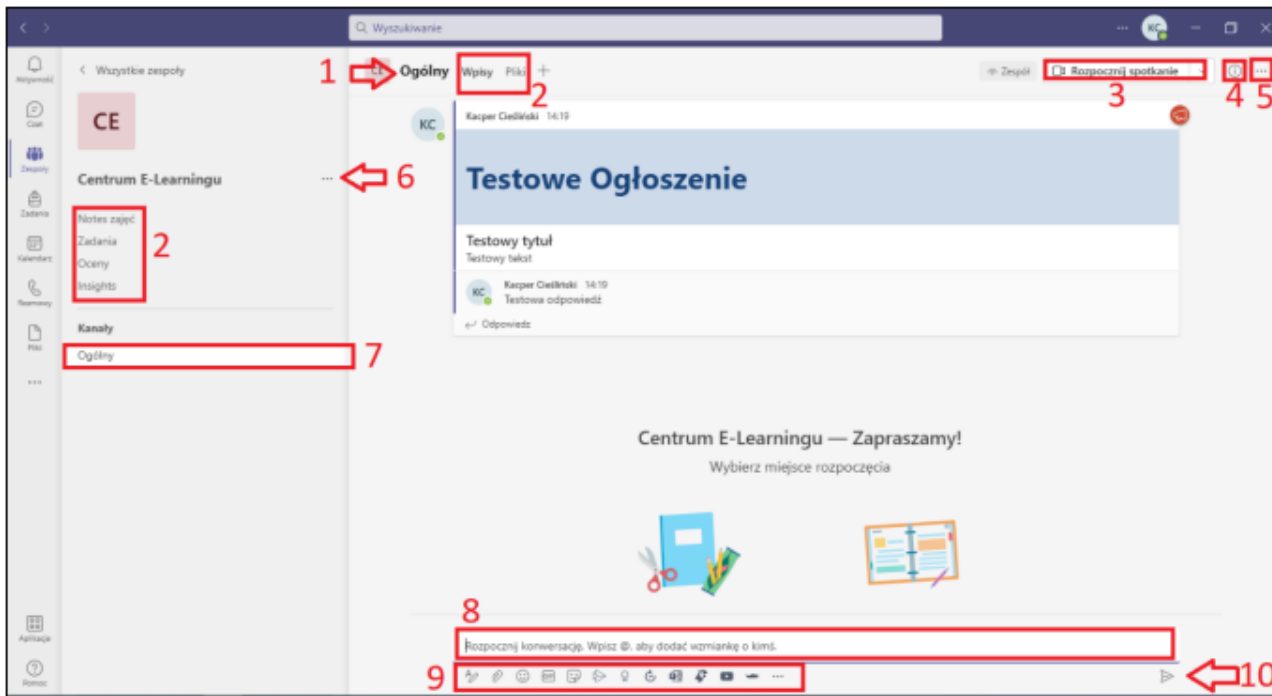 Wyszukiwanie
KC
Aktywność
Czat
Zespoły
Zadania
Kalendarz
Rozmowy
Pliki
Aplikacje
Pomoc
Wszystkie zespoły
CE
Centrum E-Learningu
6
Notes zajęć
Zadania
Oceny
Insights
2
Kanały
Ogólny
7
1
CE Ogólny Wpisy Pliki
2
Zespół Rozpocznij spotkanie
3
4
5
KC
Kacper Cieśliński 14:19
Testowe Ogłoszenie
Testowy tytuł
Testowy tekst
KC
Kacper Cieśliński 14:19
Testowa odpowiedź
Odpowiedz
Centrum E-Learningu — Zapraszamy!
Wybierz miejsce rozpoczęcia
8
Rozpocznij konwersację. Wpisz @, aby dodać wzmiankę o kimś.
9
10